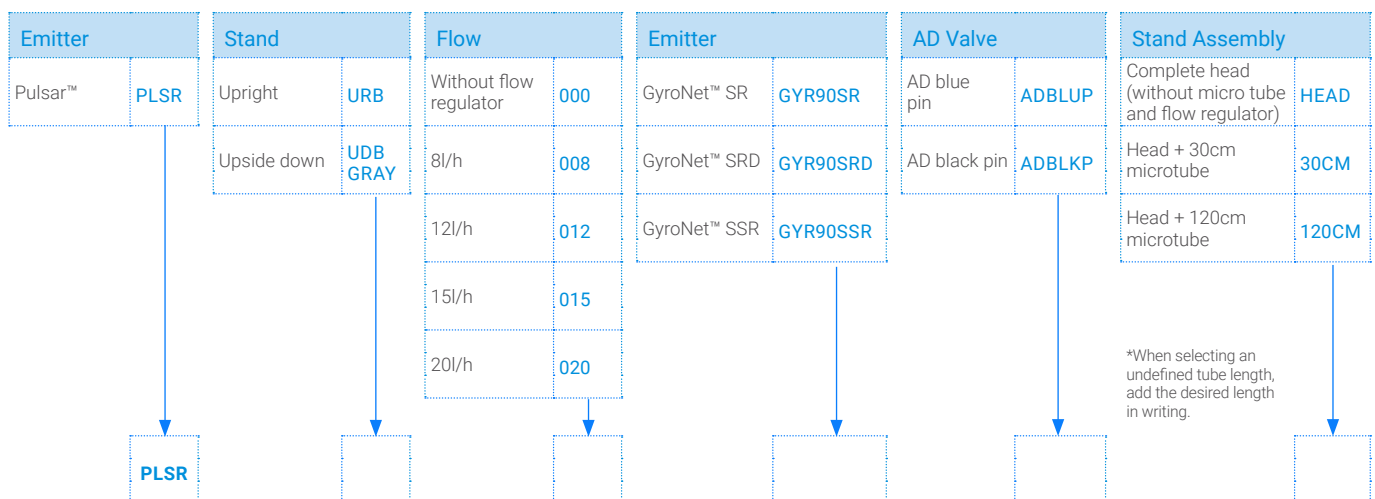 Emitter
Stand
Flow
Emitter
AD Valve
Stand Assembly
Pulsar™
PLSR
Upright
URB
Upside down
UDB
GRAY
Without flow
regulator
000
8l/h
008
12l/h
012
15l/h
015
20l/h
020
GyroNet™ SR
GYR90SR
GyroNet™ SRD
GYR90SRD
GyroNet™ SSR
GYR90SSR
AD blue
pin
ADBLUP
AD black pin
ADBLKP
Complete head
(without micro tube
and flow regulator)
HEAD
Head + 30cm
microtube
30CM
Head + 120cm
microtube
120CM
*When selecting an
undefined tube length,
add the desired length
in writing.
PLSR